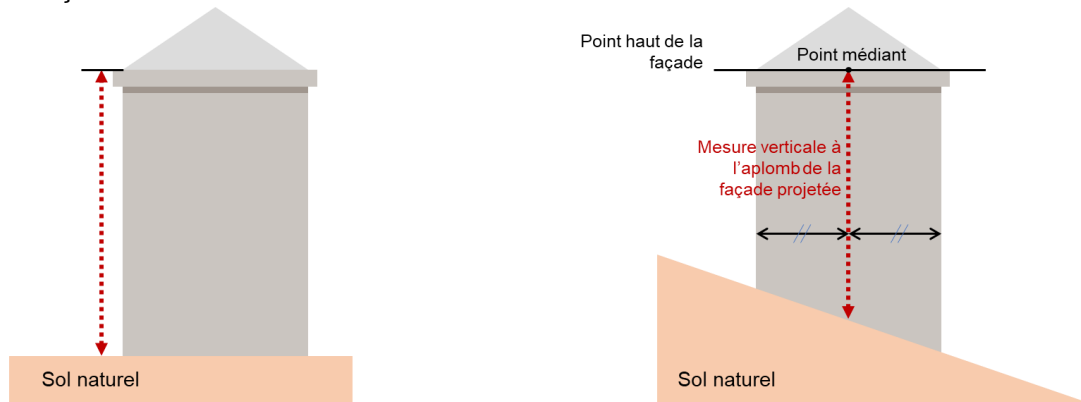 Point haut de la
façade
Point médiant
Mesure verticale à
l'aplomb de la
façade projetée
Sol naturel
Sol naturel